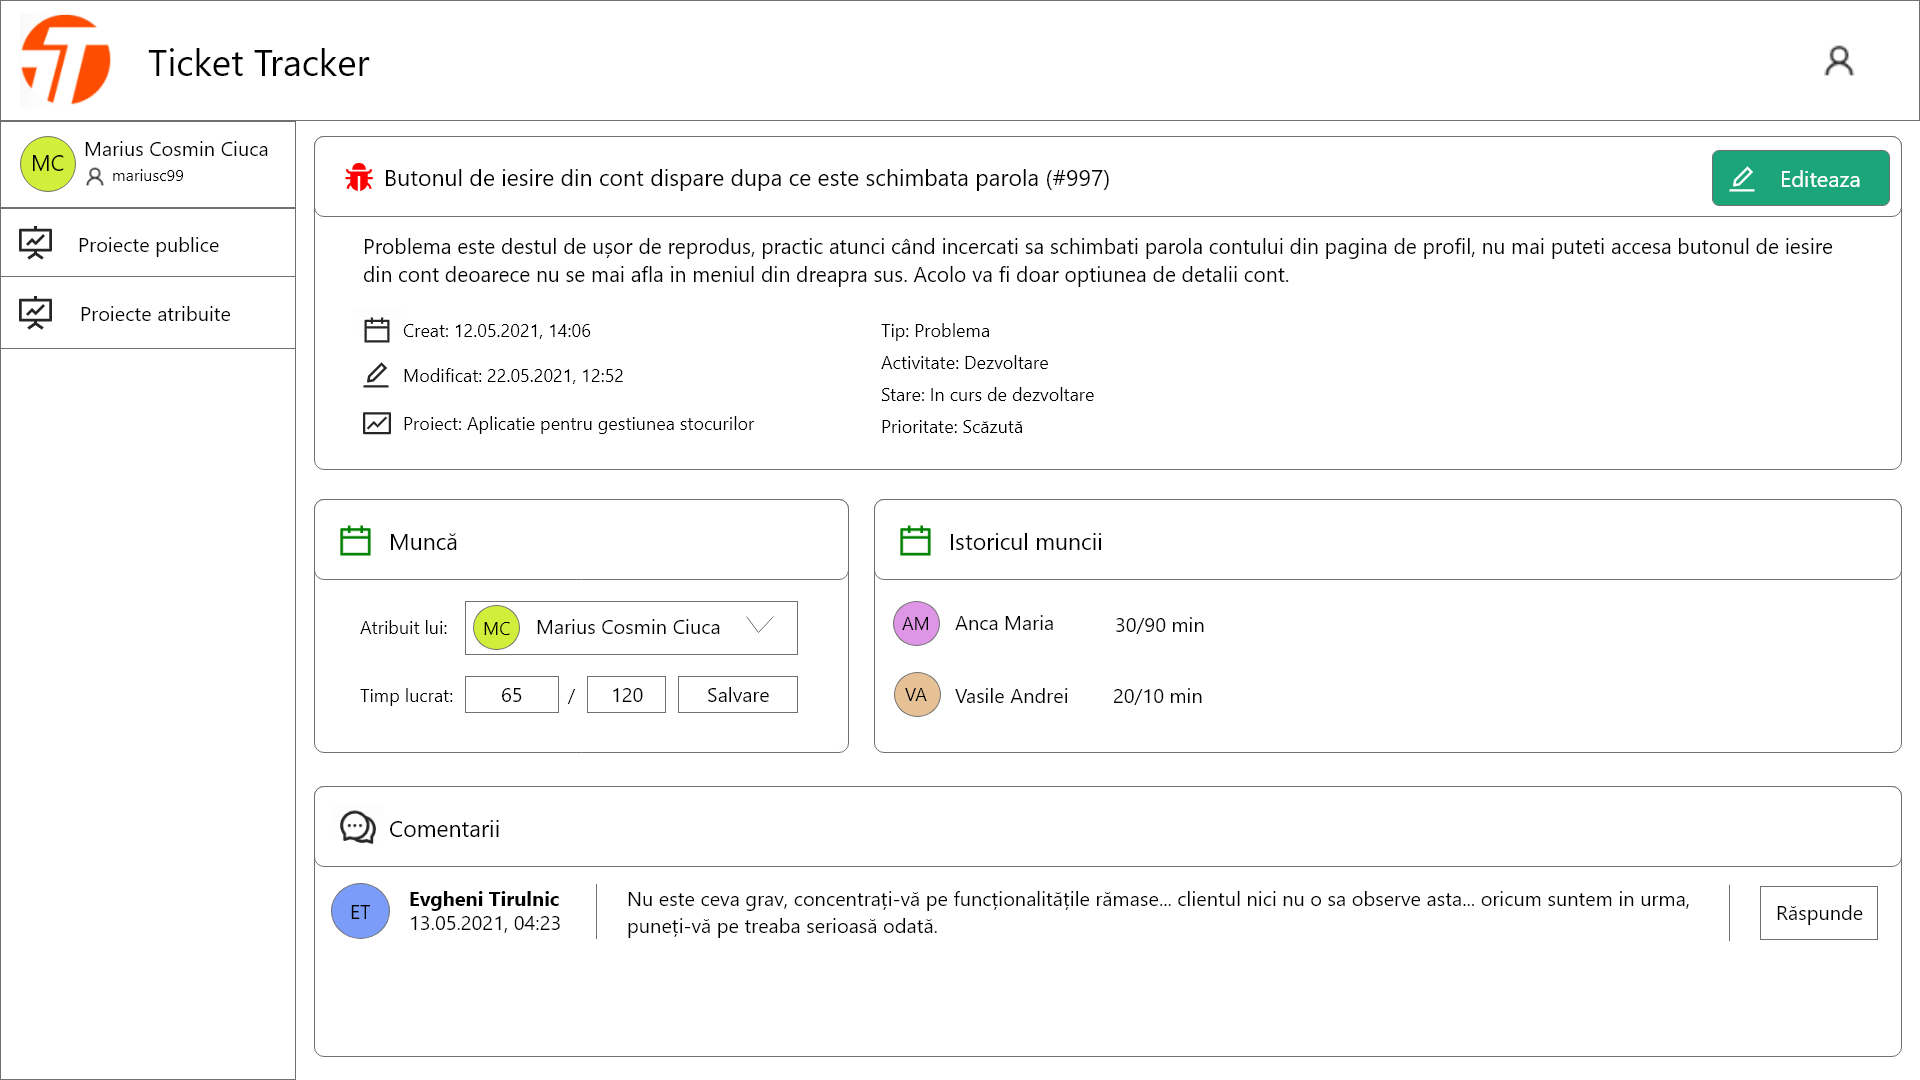 Ticket Tracker
MC
Marius Cosmin Ciuca
mariusc99
Proiecte publice
Proiecte atribuite
Butonul de iesire din cont dispare dupa ce este schimbata parola (#997)
Editeaza
Problema este destul de ușor de reprodus, practic atunci când incercati sa schimbati parola contului din pagina de profil, nu mai puteti accesa butonul de iesire
din cont deoarece nu se mai afla in meniul din dreapra sus. Acolo va fi doar optiunea de detalii cont.
Creat: 12.05.2021, 14:06
Modificat: 22.05.2021, 12:52
Proiect: Aplicatie pentru gestiunea stocurilor
Tip: Problema
Activitate: Dezvoltare
Stare: In curs de dezvoltare
Prioritate: Scăzută
Muncă
Atribuit lui: MC Marius Cosmin Ciuca
Timp lucrat: 65 / 120 Salvare
Istoricul muncii
AM Anca Maria 30/90 min
VA Vasile Andrei 20/10 min
Comentarii
ET
Evgheni Tirulnic
13.05.2021, 04:23
Nu este ceva grav, concentrați-vă pe funcționalitățile rămase... clientul nici nu o sa observe asta... oricum suntem in urma,
puneți-vă pe treaba serioasă odată.
Răspunde